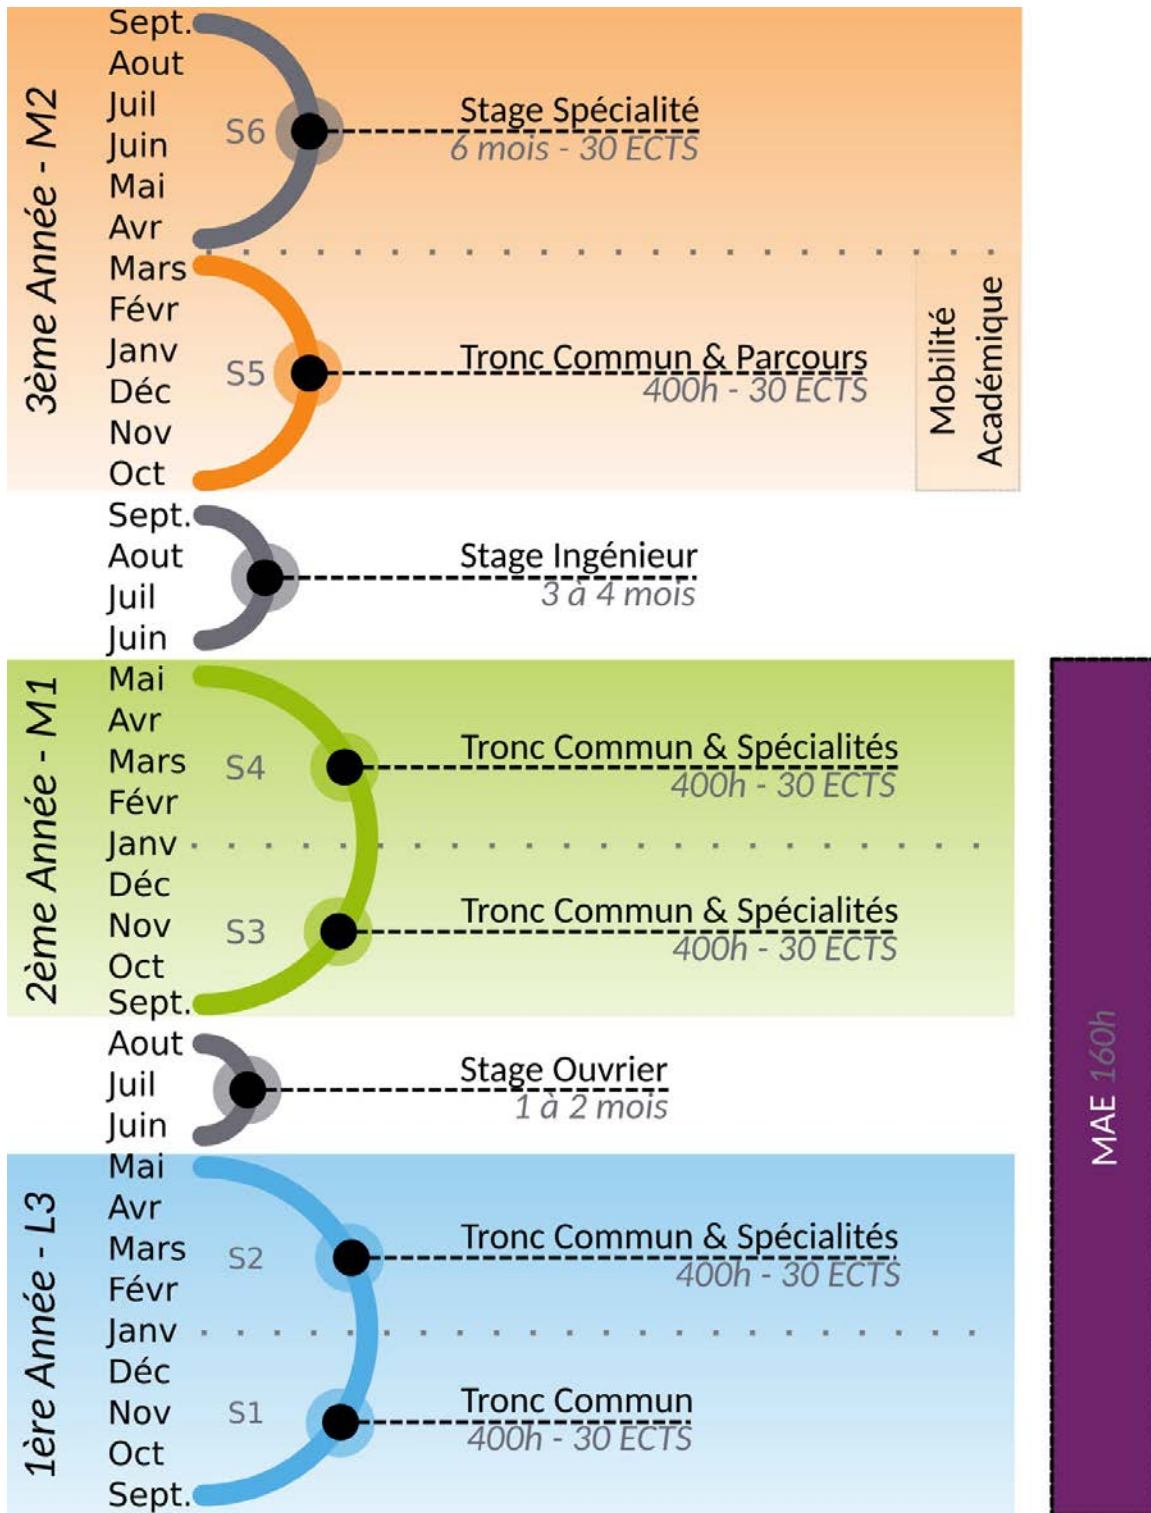 3ème Année - M2
Sept.
Aout
Juil
Juin
Mai
Avr
S6
Stage Spécialité
6 mois - 30 ECTS
Mars
Févr
Janv
Déc
Nov
Oct
S5
Tronc Commun & Parcours
400h - 30 ECTS
Mobilité
Académique
Sept.
Aout
Juil
Juin
Stage Ingénieur
3 à 4 mois
2ème Année - M1
Mai
Avr
Mars
Févr
Janv
S4
Tronc Commun & Spécialités
400h - 30 ECTS
Déc
Nov
Oct
Sept.
S3
Tronc Commun & Spécialités
400h - 30 ECTS
Aout
Juil
Juin
Stage Ouvrier
1 à 2 mois
1ère Année - L3
Mai
Avr
Mars
Févr
Janv
S2
Tronc Commun & Spécialités
400h - 30 ECTS
Déc
Nov
Oct
Sept.
S1
Tronc Commun
400h - 30 ECTS
MAE 160h